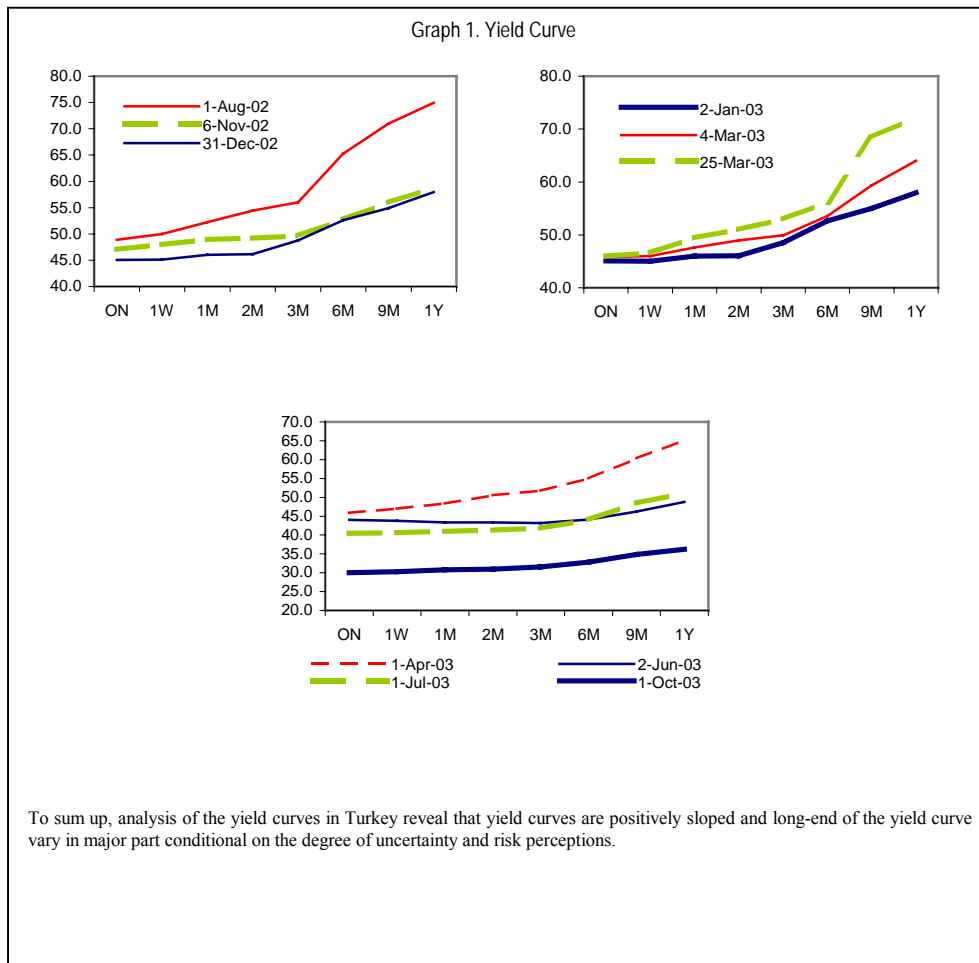 Graph 1. Yield Curve
80.0
75.0
70.0
65.0
60.0
55.0
50.0
45.0
40.0
1-Aug-02
6-Nov-02
31-Dec-02
ON 1W 1M 2M 3M 6M 9M 1Y
80.0
70.0
60.0
50.0
40.0
2-Jan-03
4-Mar-03
25-Mar-03
ON 1W 1M 2M 3M 6M 9M 1Y
70.0
65.0
60.0
55.0
50.0
45.0
40.0
35.0
30.0
25.0
20.0
ON 1W 1M 2M 3M 6M 9M 1Y
1-Apr-03 2-Jun-03
1-Jul-03 1-Oct-03
To sum up, analysis of the yield curves in Turkey reveal that yield curves are positively sloped and long-end of the yield curve
vary in major part conditional on the degree of uncertainty and risk perceptions.